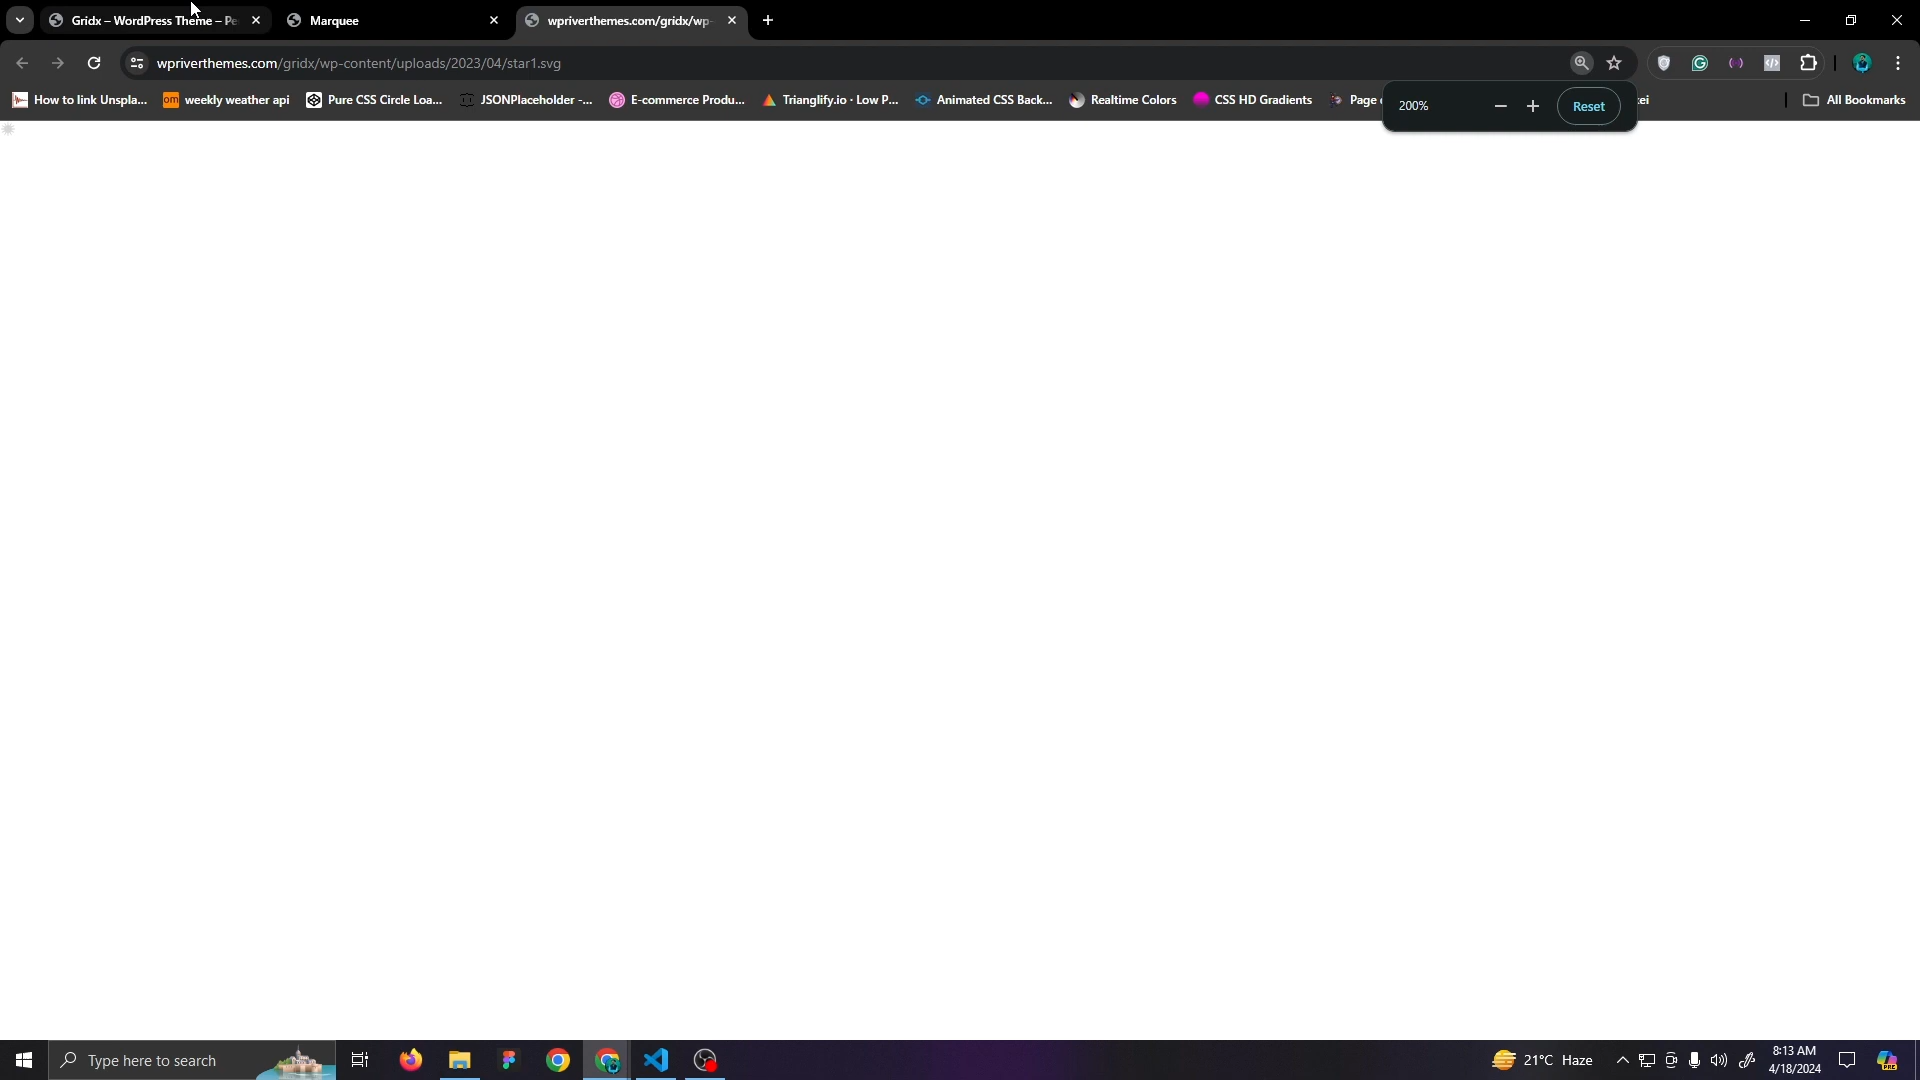 Gridx – WordPress Theme – Pe
Marquee
wpriverthemes.com/gridx/wp-
wpriverthemes.com/gridx/wp-content/uploads/2023/04/star1.svg
How to link Unspla...
weekly weather api
Pure CSS Circle Loa...
JSONPlaceholder -...
E-commerce Produ...
Trianglify.io · Low P...
Animated CSS Back...
Realtime Colors
CSS HD Gradients
Page
All Bookmarks
200%
Reset
Type here to search
21°C Haze
8:13 AM
4/18/2024